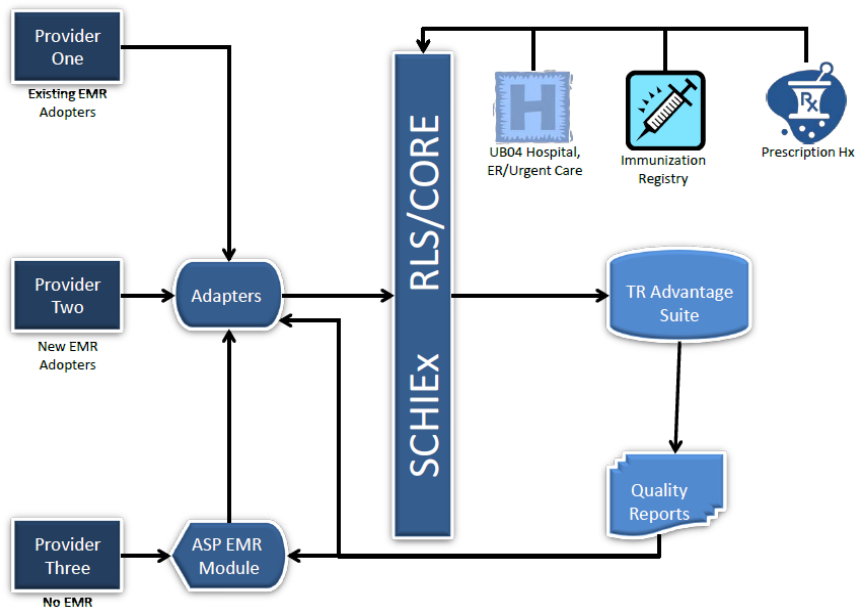 Provider
One
Existing EMR
Adopters
Provider
Two
New EMR
Adopters
Provider
Three
No EMR
Adapters
ASP EMR
Module
SCHIEx RLS/CORE
H
UB04 Hospital,
ER/Urgent Care
Immunization
Registry
Rx
Prescription Hx
TR Advantage
Suite
Quality
Reports